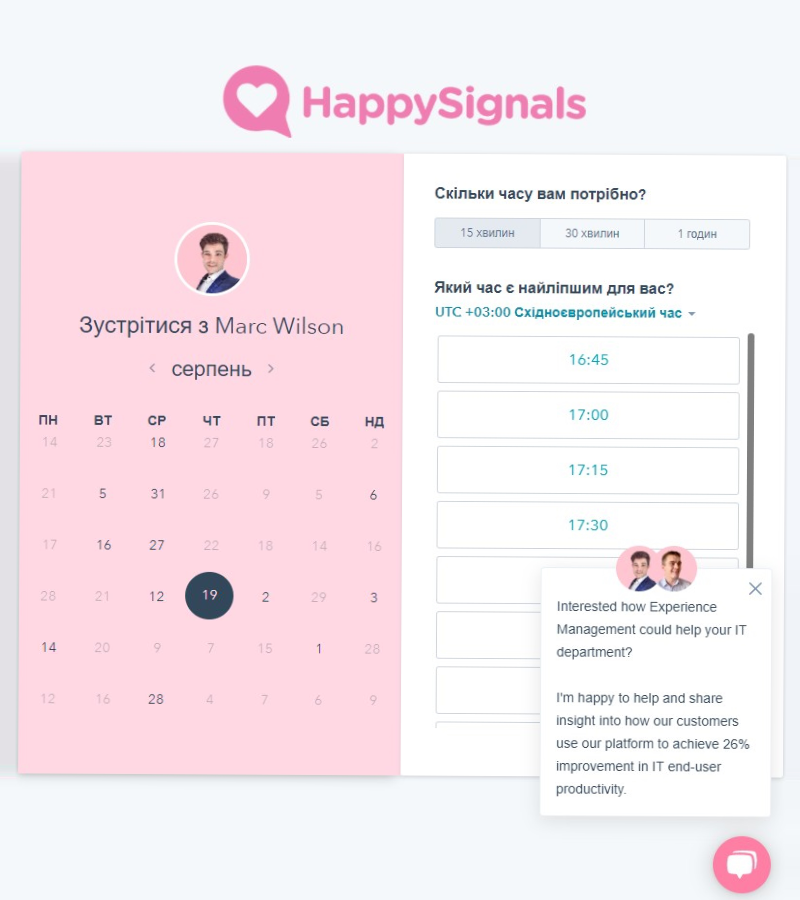 HappySignals
Зустрітися з Marc Wilson
серпень
ПН ВТ СР ЧТ ПТ СБ НД
14 23 18 27 18 26 2
21 5 31 26 9 5 6
17 16 27 22 18 14 16
28 21 12 19 2 29 3
14 20 9 7 15 1 28
12 16 28 4 7 6 9
Скільки часу вам потрібно?
15 хвилин 30 хвилин 1 годин
Який час є найліпшим для вас?
UTC +03:00 Східноєвропейський час
16:45
17:00
17:15
17:30
Interested how Experience
Management could help your IT
department?
I'm happy to help and share
insight into how our customers
use our platform to achieve 26%
improvement in IT end-user
productivity.